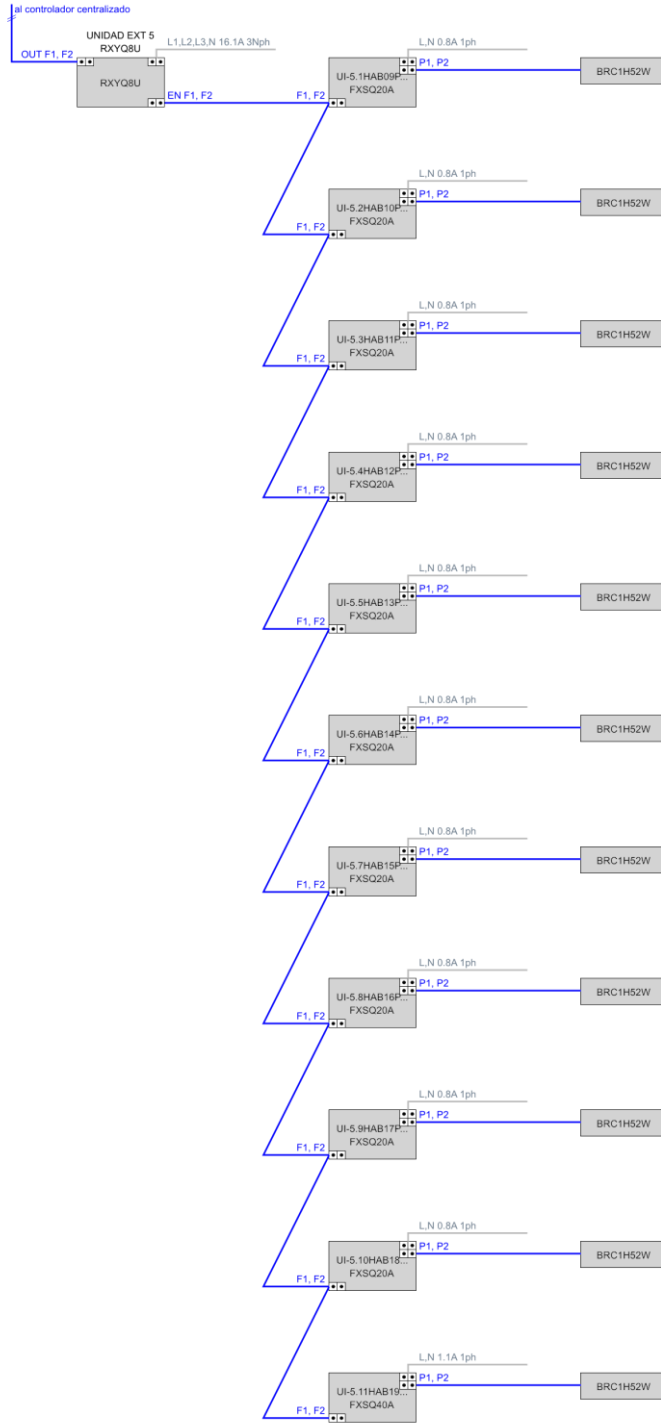 al controlador centralizado
UNIDAD EXT 5
RXYQ8U
OUT F1, F2
L1,L2,L3,N 16.1A 3Nph
RXYQ8U
EN F1, F2
L,N 0.8A 1ph
P1, P2
UI-5.1HAB09P...
FXSQ20A
F1, F2
BRC1H52W
L,N 0.8A 1ph
P1, P2
UI-5.2HAB10P...
FXSQ20A
F1, F2
BRC1H52W
L,N 0.8A 1ph
P1, P2
UI-5.3HAB11P...
FXSQ20A
F1, F2
BRC1H52W
L,N 0.8A 1ph
P1, P2
UI-5.4HAB12P...
FXSQ20A
F1, F2
BRC1H52W
L,N 0.8A 1ph
P1, P2
UI-5.5HAB13P...
FXSQ20A
F1, F2
BRC1H52W
L,N 0.8A 1ph
P1, P2
UI-5.6HAB14P...
FXSQ20A
F1, F2
BRC1H52W
L,N 0.8A 1ph
P1, P2
UI-5.7HAB15P...
FXSQ20A
F1, F2
BRC1H52W
L,N 0.8A 1ph
P1, P2
UI-5.8HAB16P...
FXSQ20A
F1, F2
BRC1H52W
L,N 0.8A 1ph
P1, P2
UI-5.9HAB17P...
FXSQ20A
F1, F2
BRC1H52W
L,N 0.8A 1ph
P1, P2
UI-5.10HAB18...
FXSQ20A
F1, F2
BRC1H52W
L,N 1.1A 1ph
P1, P2
UI-5.11HAB19...
FXSQ40A
F1, F2
BRC1H52W